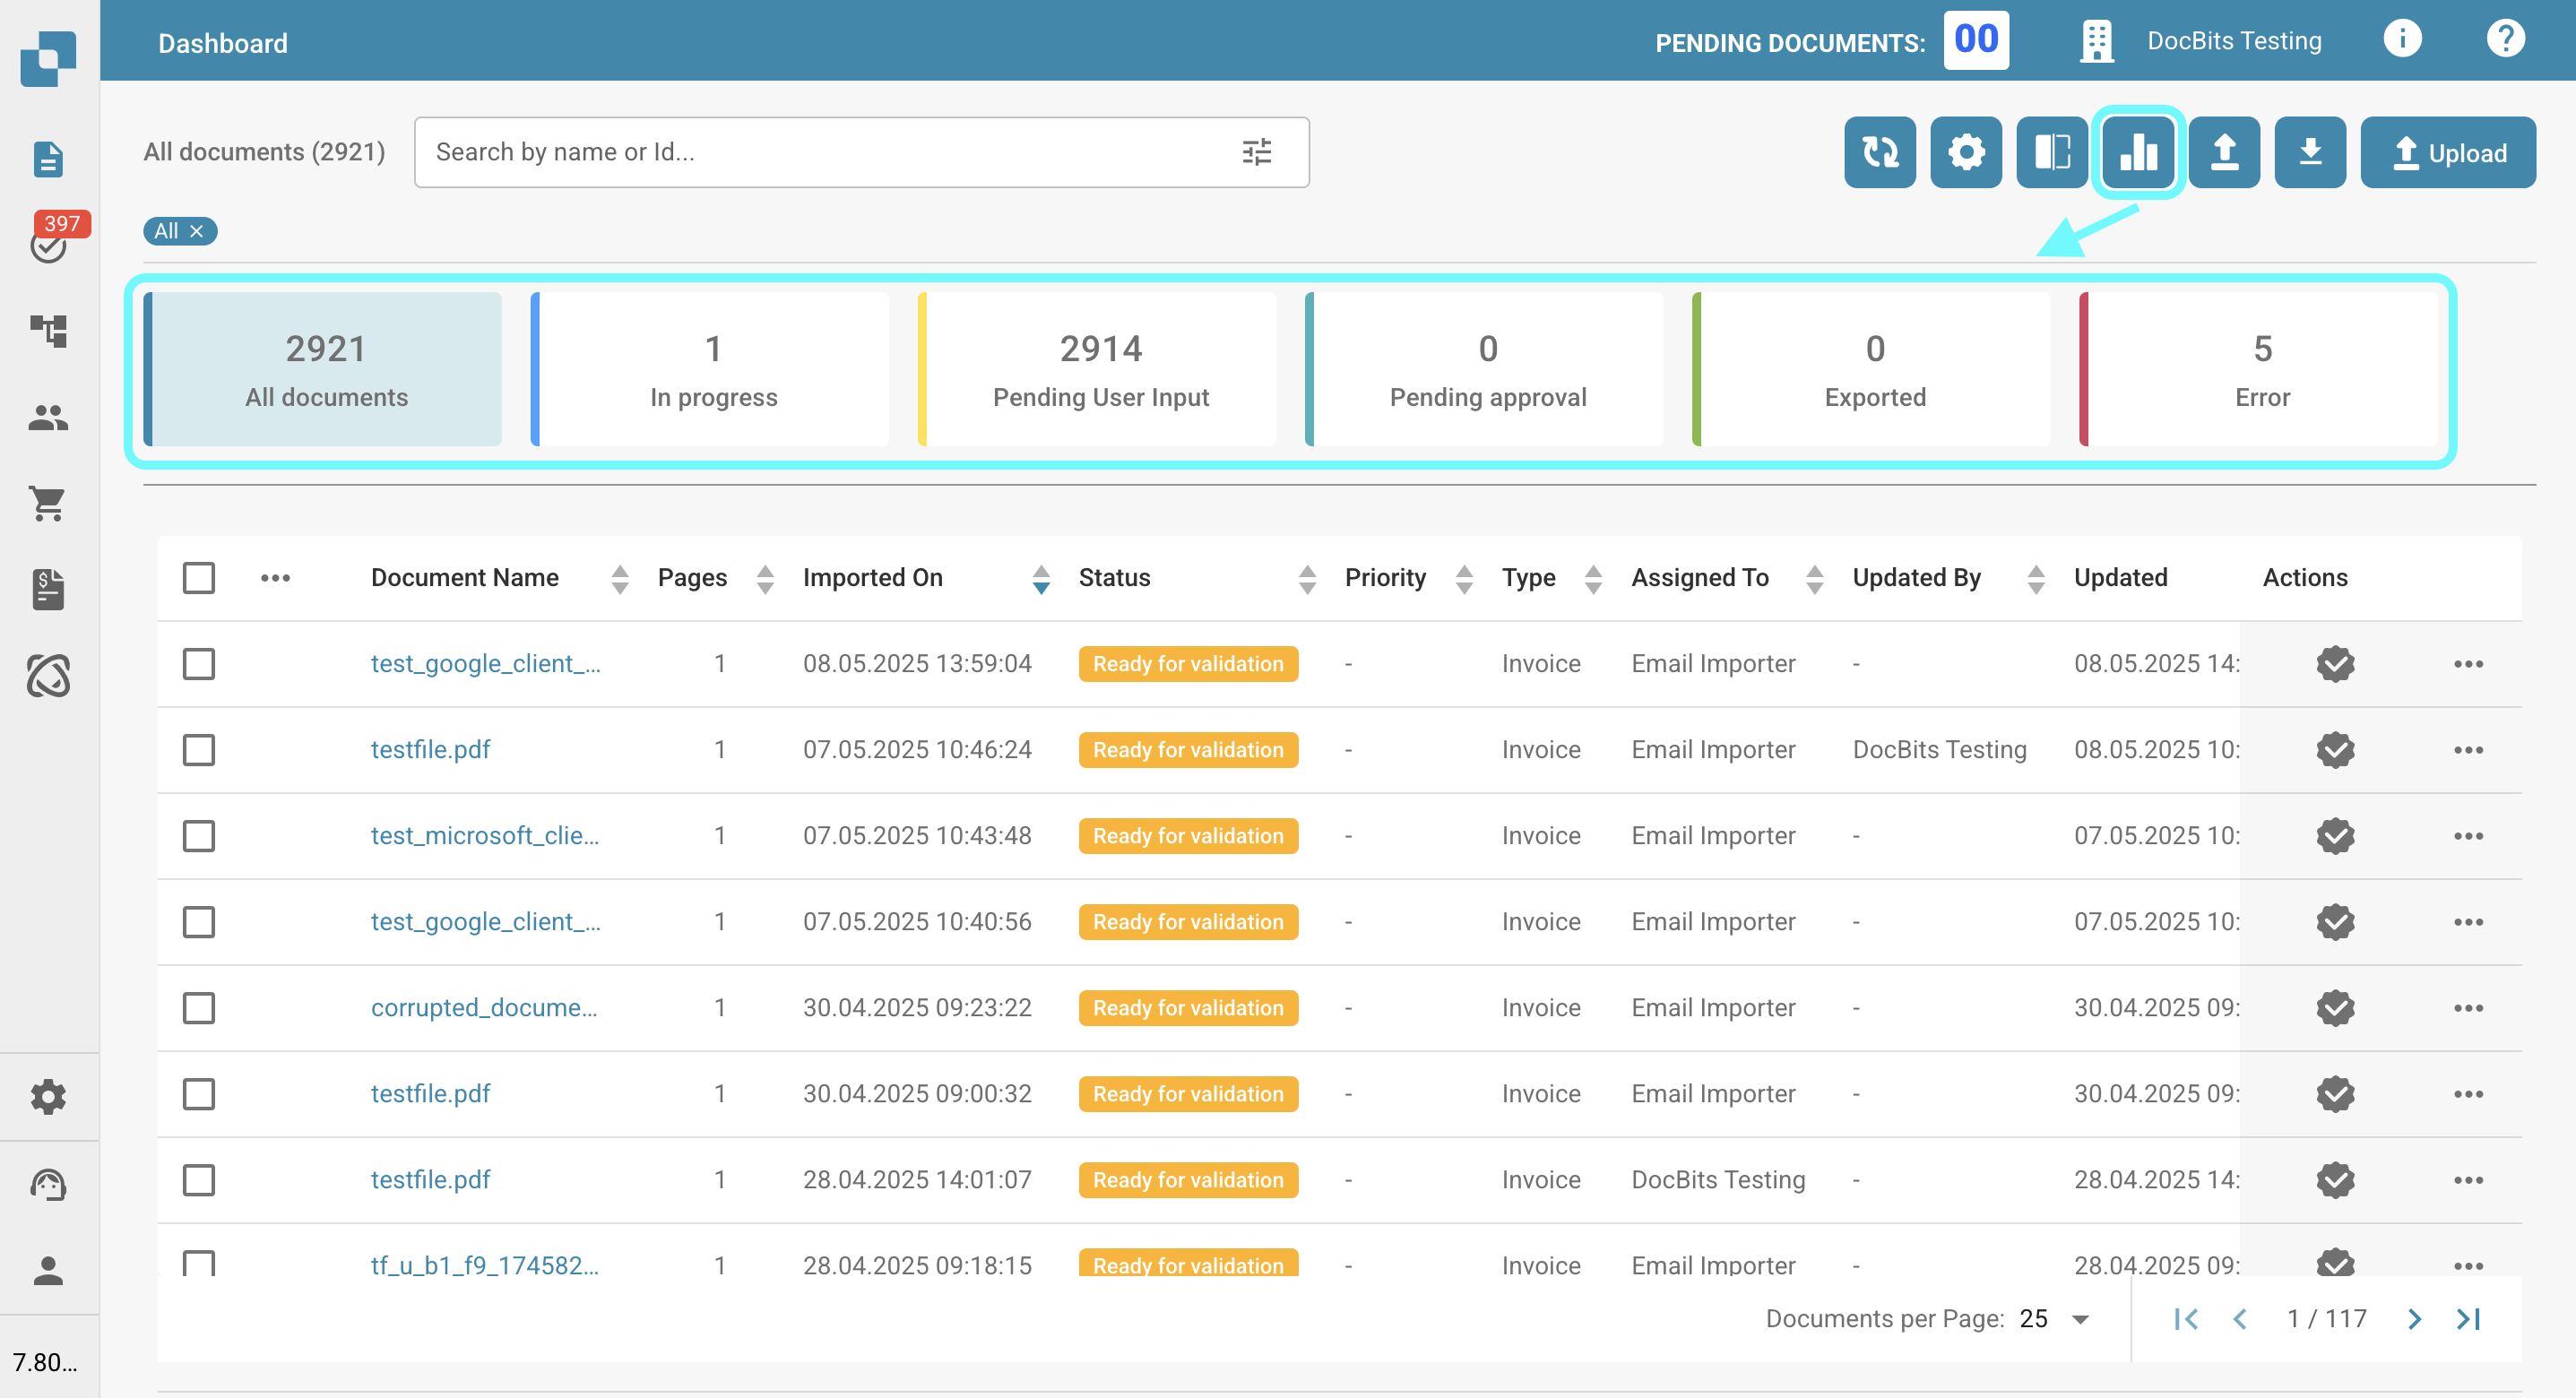 Dashboard
PENDING DOCUMENTS: 00
DocBits Testing
All documents (2921)
Search by name or Id...
Upload
397
All
2921
All documents
1
In progress
2914
Pending User Input
0
Pending approval
0
Exported
5
Error
Document Name Pages Imported On Status Priority Type Assigned To Updated By Updated Actions
test_google_client_... 1 08.05.2025 13:59:04 Ready for validation - Invoice Email Importer - 08.05.2025 14:
testfile.pdf 1 07.05.2025 10:46:24 Ready for validation - Invoice Email Importer DocBits Testing 08.05.2025 10:
test_microsoft_clie... 1 07.05.2025 10:43:48 Ready for validation - Invoice Email Importer - 07.05.2025 10:
test_google_client_... 1 07.05.2025 10:40:56 Ready for validation - Invoice Email Importer - 07.05.2025 10:
corrupted_docume... 1 30.04.2025 09:23:22 Ready for validation - Invoice Email Importer - 30.04.2025 09:
testfile.pdf 1 30.04.2025 09:00:32 Ready for validation - Invoice Email Importer - 30.04.2025 09:
testfile.pdf 1 28.04.2025 14:01:07 Ready for validation - Invoice DocBits Testing - 28.04.2025 14:
tf_u_b1_f9_174582... 1 28.04.2025 09:18:15 Ready for validation - Invoice Email Importer - 28.04.2025 09:
Documents per Page: 25
1 / 117
7.80...